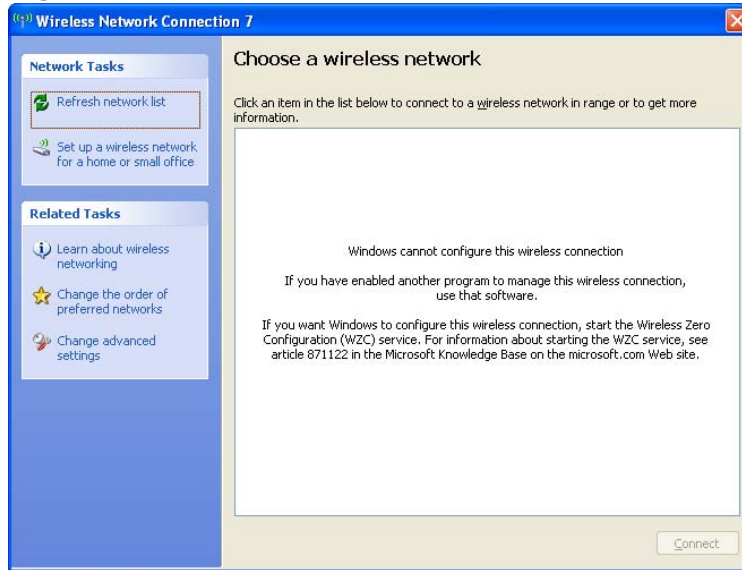 Wireless Network Connection 7
Network Tasks
Refresh network list
Set up a wireless network
for a home or small office
Related Tasks
Learn about wireless
networking
Change the order of
preferred networks
Change advanced
settings
Choose a wireless network
Click an item in the list below to connect to a wireless network in range or to get more
information.
Windows cannot configure this wireless connection
If you have enabled another program to manage this wireless connection,
use that software.
If you want Windows to configure this wireless connection, start the Wireless Zero
Configuration (WZC) service. For information about starting the WZC service, see
article 871122 in the Microsoft Knowledge Base on the microsoft.com Web site.
Connect